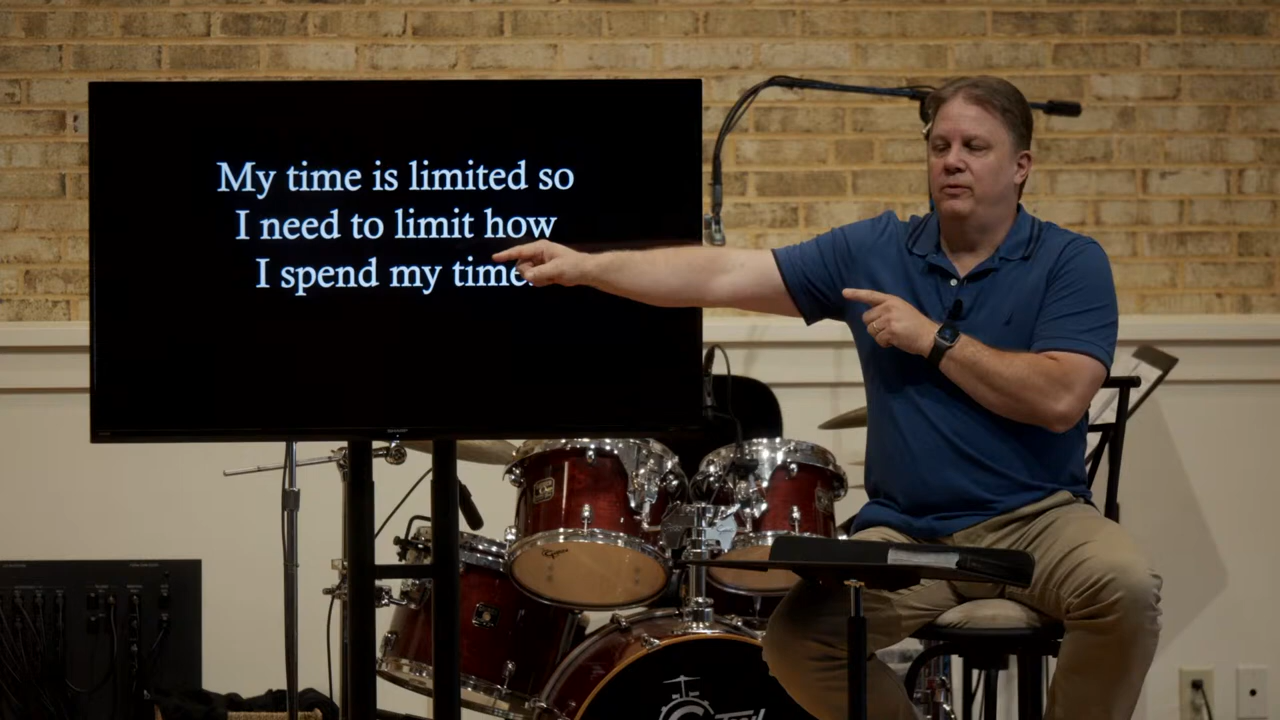 My time is limited so
I need to limit how
I spend my time.